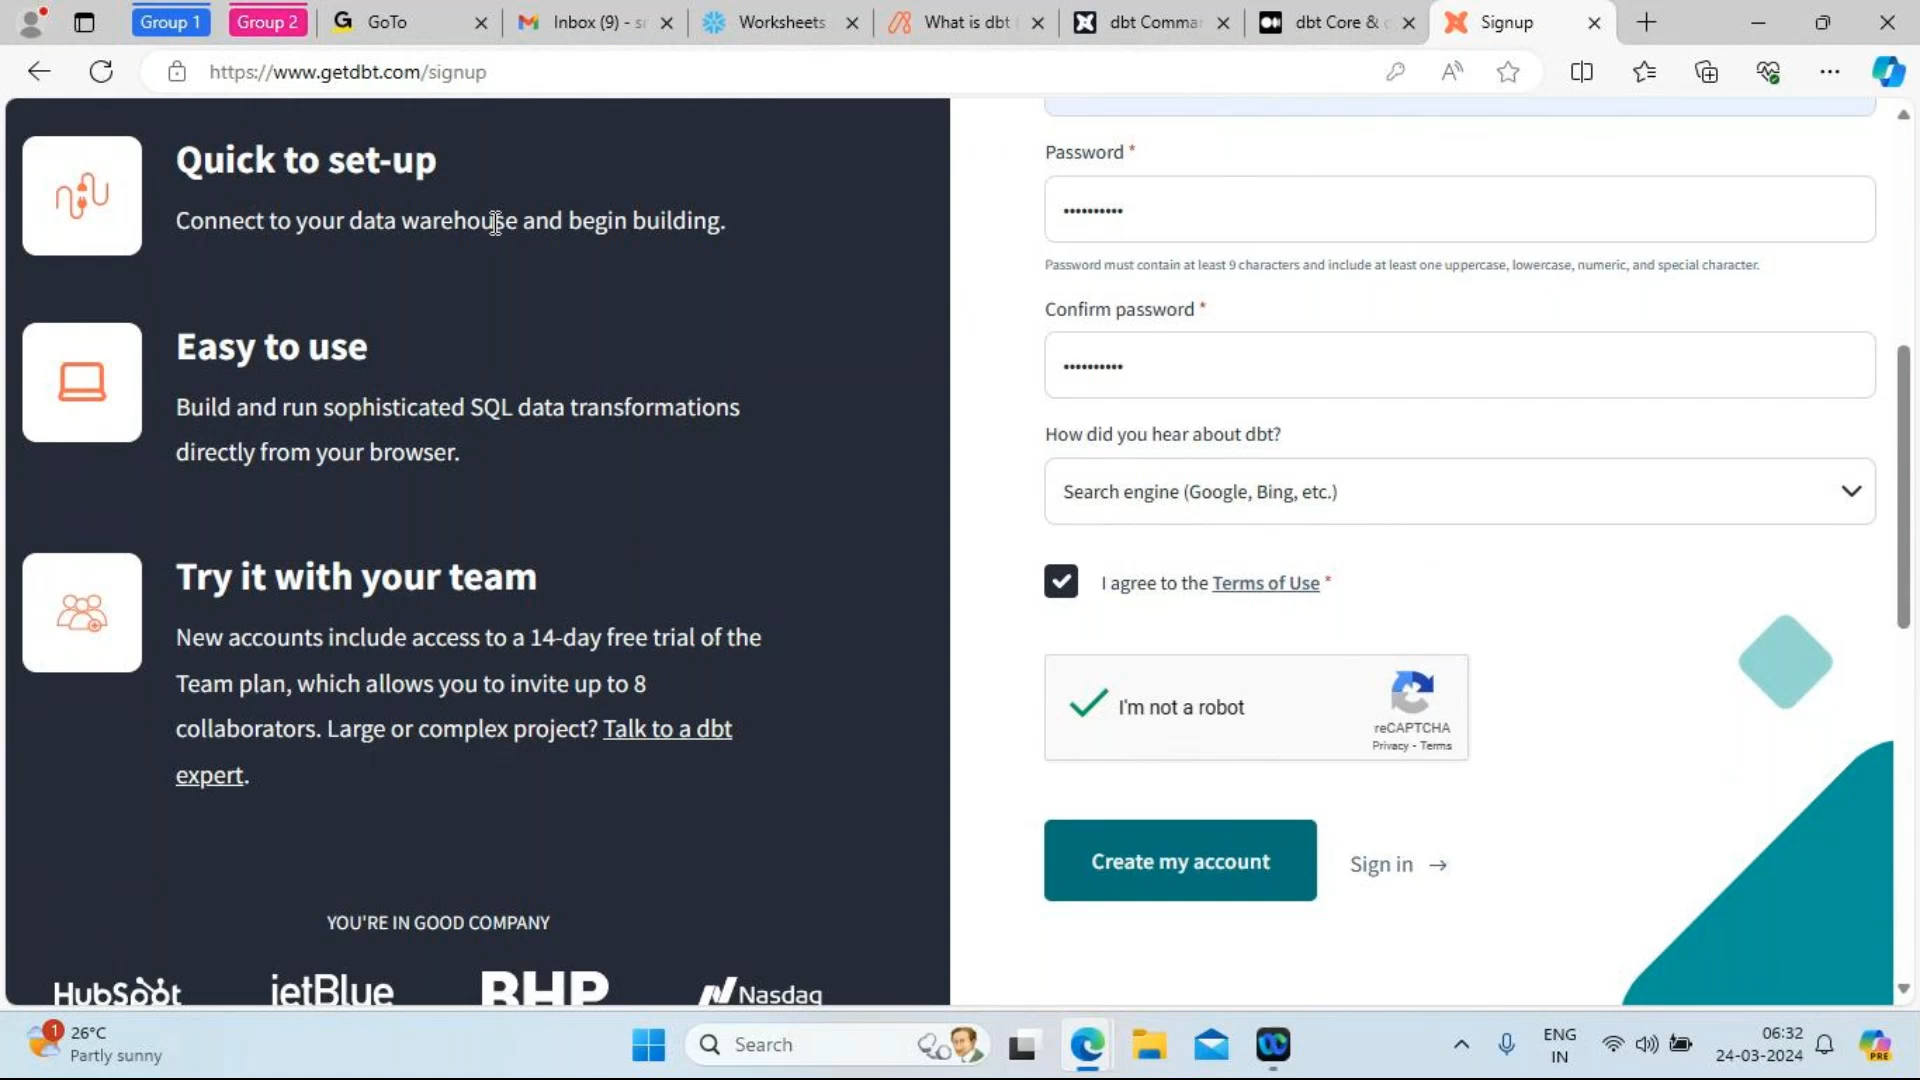 Group 1
Group 2
GoTo
Inbox (9) - s
Worksheets
What is dbt
dbt Comma
dbt Core &
Signup
https://www.getdbt.com/signup
Quick to set-up
Connect to your data warehouse and begin building.
Easy to use
Build and run sophisticated SQL data transformations
directly from your browser.
Try it with your team
New accounts include access to a 14-day free trial of the
Team plan, which allows you to invite up to 8
collaborators. Large or complex project? Talk to a dbt
expert.
YOU'RE IN GOOD COMPANY
HubSpot
jetBlue
BHP
Nasdaq
Password *
••••••••••
Password must contain at least 9 characters and include at least one uppercase, lowercase, numeric, and special character.
Confirm password *
••••••••••
How did you hear about dbt?
Search engine (Google, Bing, etc.)
I agree to the Terms of Use *
I'm not a robot
reCAPTCHA
Privacy - Terms
Create my account
Sign in →
1
26°C
Partly sunny
Search
ENG
IN
06:32
24-03-2024
PRE